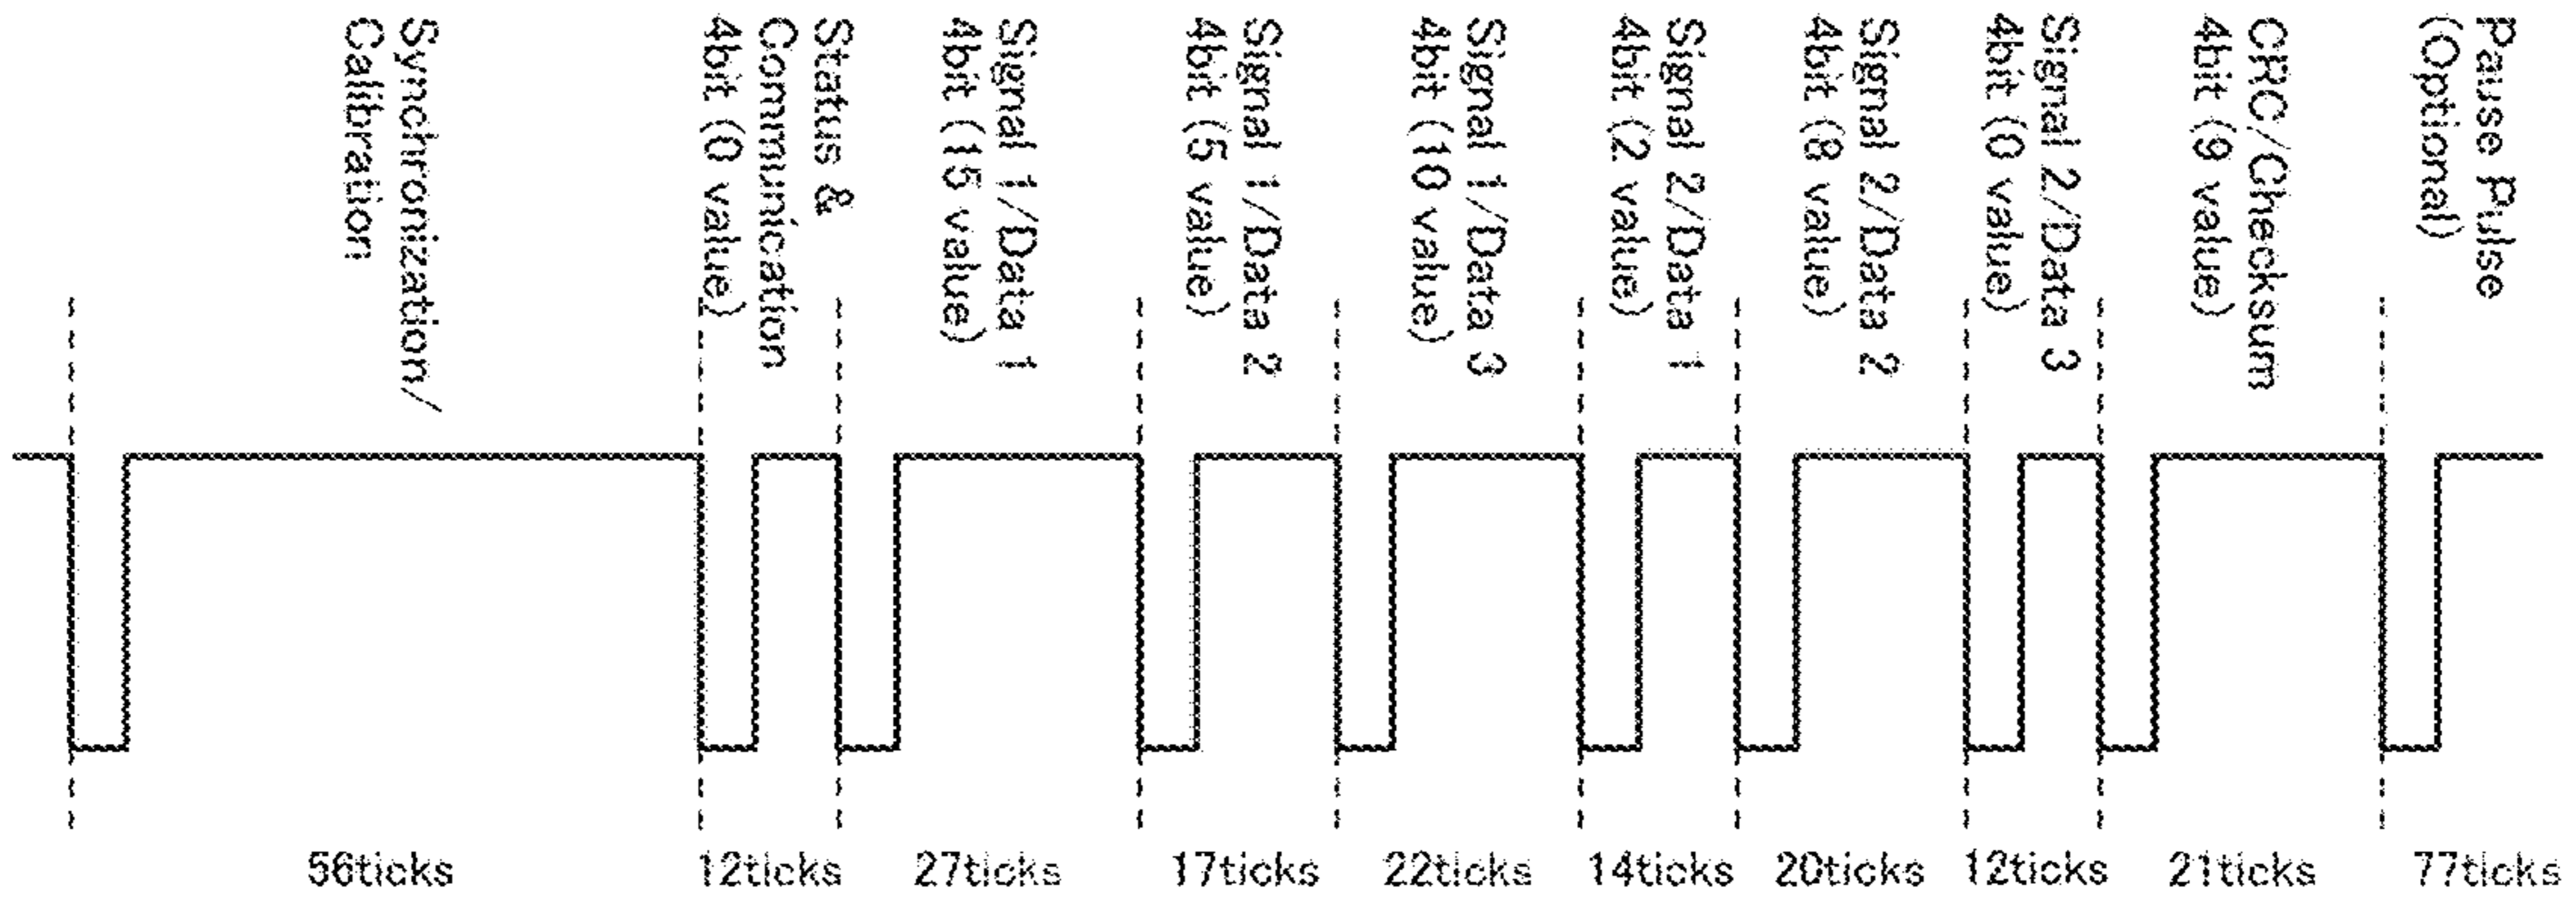 Synchronization/
Calibration
Status &
Communication
4bit (0 value)
Signal 1/Data 1
4bit (15 value)
Signal 1/Data 2
4bit (5 value)
Signal 1/Data 3
4bit (10 value)
Signal 2/Data 1
4bit (2 value)
Signal 2/Data 2
4bit (8 value)
Signal 2/Data 3
4bit (0 value)
CRC/Checksum
4bit (9 value)
Pause Pulse
(Optional)
56ticks
12ticks
27ticks
17ticks
22ticks
14ticks
20ticks
12ticks
21ticks
77ticks